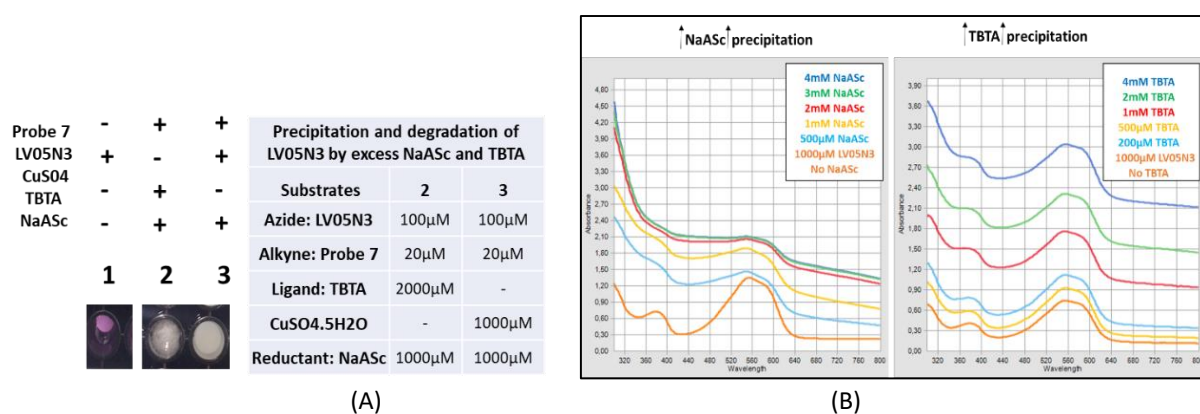 Probe 7 - + +
LV05N3 + - +
CuS04
TBTA - + -
NaASc - + +
1 2 3
Precipitation and degradation of
LV05N3 by excess NaASc and TBTA
Substrates 2 3
Azide: LV05N3 100μM 100μM
Alkyne: Probe 7 20μM 20μM
Ligand: TBTA 2000μM -
CuSO4.5H2O - 1000μM
Reductant: NaASc 1000μM 1000μM
(A)
NaASc precipitation
4mM NaASc
3mM NaASc
2mM NaASc
1mM NaASc
500μM NaASc
1000μM LV05N3
No NaASc
Absorbance
4,80
4,50
4,20
3,90
3,60
3,30
3,00
2,70
2,40
2,10
1,80
1,50
1,20
0,90
0,60
0,30
0,00
320 360 400 440 480 520 560 600 640 680 720 760 800
Wavelength
TBTA precipitation
4mM TBTA
2mM TBTA
1mM TBTA
500μM TBTA
200μM TBTA
1000μM LV05N3
No TBTA
Absorbance
3,90
3,60
3,30
3,00
2,70
2,40
2,10
1,80
1,50
1,20
0,90
0,60
0,30
0,00
320 360 400 440 480 520 560 600 640 680 720 760 800
Wavelength
(B)